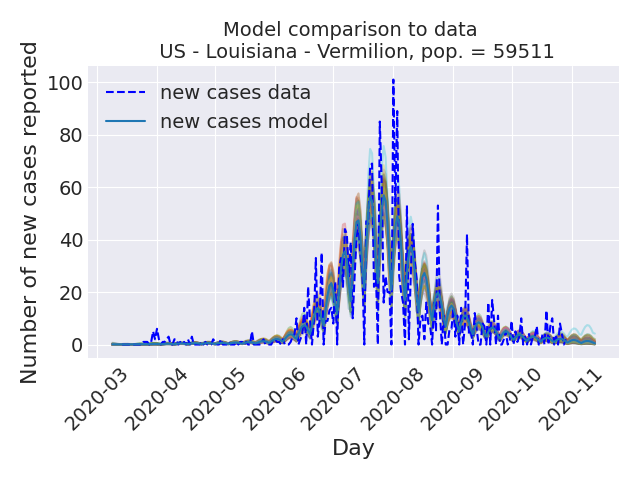 Model comparison to data
US - Louisiana - Vermilion, pop. = 59511
Number of new cases reported
100
80
60
40
20
0
new cases data
new cases model
2020-03
2020-04
2020-05
2020-06
2020-07
2020-08
2020-09
2020-10
2020-11
Day